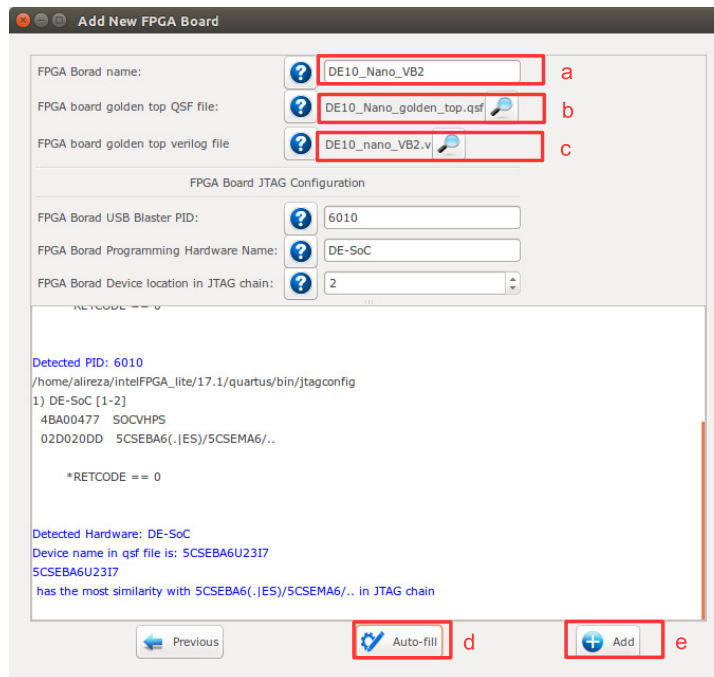 Add New FPGA Board
FPGA Borad name: DE10_Nano_VB2 a
FPGA board golden top QSF file: DE10_Nano_golden_top.qsf b
FPGA board golden top verilog file DE10_nano_VB2.v c
FPGA Board JTAG Configuration
FPGA Borad USB Blaster PID: 6010
FPGA Borad Programming Hardware Name: DE-SoC
FPGA Borad Device location in JTAG chain: 2
*RETCODE == 0
Detected PID: 6010
/home/alireza/intelFPGA_lite/17.1/quartus/bin/jtagconfig
1) DE-SoC [1-2]
4BA00477 SOCVHPS
02D020DD 5CSEBA6(.|ES)/5CSEMA6/..
*RETCODE == 0
Detected Hardware: DE-SoC
Device name in qsf file is: 5CSEBA6U23I7
5CSEBA6U23I7
has the most similarity with 5CSEBA6(.|ES)/5CSEMA6/.. in JTAG chain
Previous Auto-fill d Add e